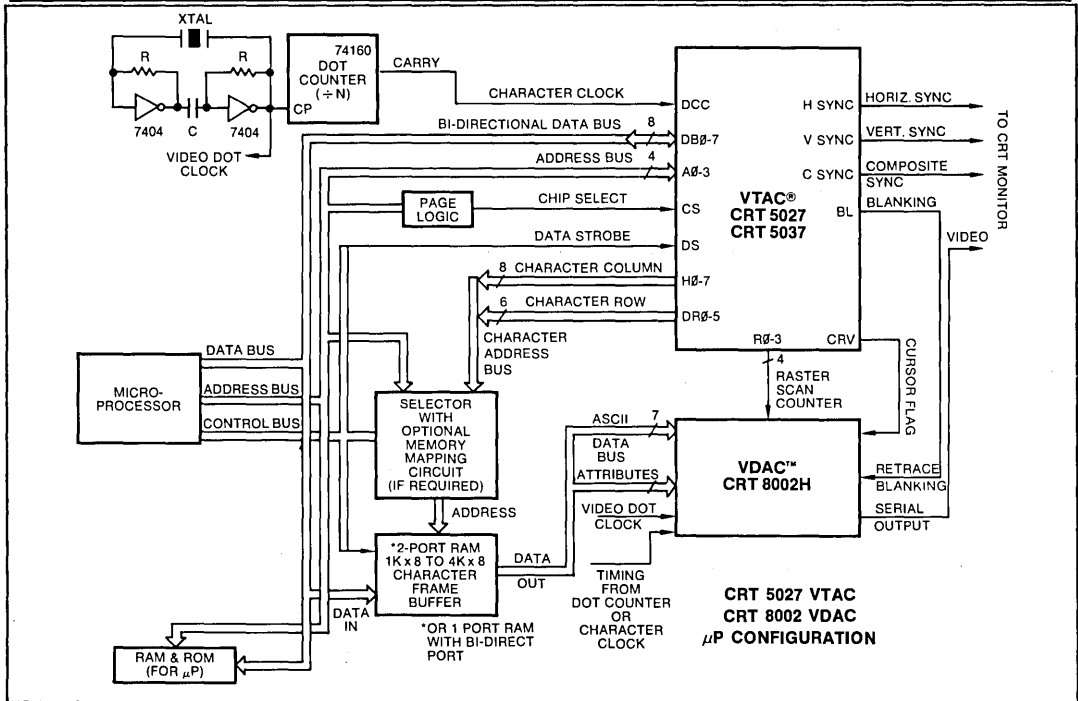 XTAL
R
R
C
7404
7404
VIDEO DOT
CLOCK
74160
DOT
COUNTER
(÷N)
CP
CARRY
CHARACTER CLOCK
BI-DIRECTIONAL DATA BUS
8
ADDRESS BUS
4
PAGE
LOGIC
CHIP SELECT
DATA STROBE
8 CHARACTER COLUMN
6 CHARACTER ROW
CHARACTER
ADDRESS
BUS
DCC
DBØ-7
AØ-3
CS
DS
HØ-7
DRØ-5
VTAC®
CRT 5027
CRT 5037
H SYNC
V SYNC
C SYNC
BL
RØ-3
CRV
HORIZ. SYNC
VERT. SYNC
COMPOSITE
SYNC
BLANKING
VIDEO
TO CRT MONITOR
4
RASTER
SCAN
COUNTER
CURSOR FLAG
MICRO-
PROCESSOR
DATA BUS
ADDRESS BUS
CONTROL BUS
SELECTOR
WITH
OPTIONAL
MEMORY
MAPPING
CIRCUIT
(IF REQUIRED)
ADDRESS
*2-PORT RAM
1K x 8 TO 4K x 8
CHARACTER
FRAME
BUFFER
DATA
IN
DATA
OUT
*OR 1 PORT RAM
WITH BI-DIRECT
PORT
RAM & ROM
(FOR μP)
ASCII
7
DATA
BUS
ATTRIBUTES
VIDEO DOT
CLOCK
TIMING
FROM
DOT COUNTER
OR
CHARACTER
CLOCK
VDAC™
CRT 8002H
RETRACE
BLANKING
SERIAL
OUTPUT
CRT 5027 VTAC
CRT 8002 VDAC
μP CONFIGURATION